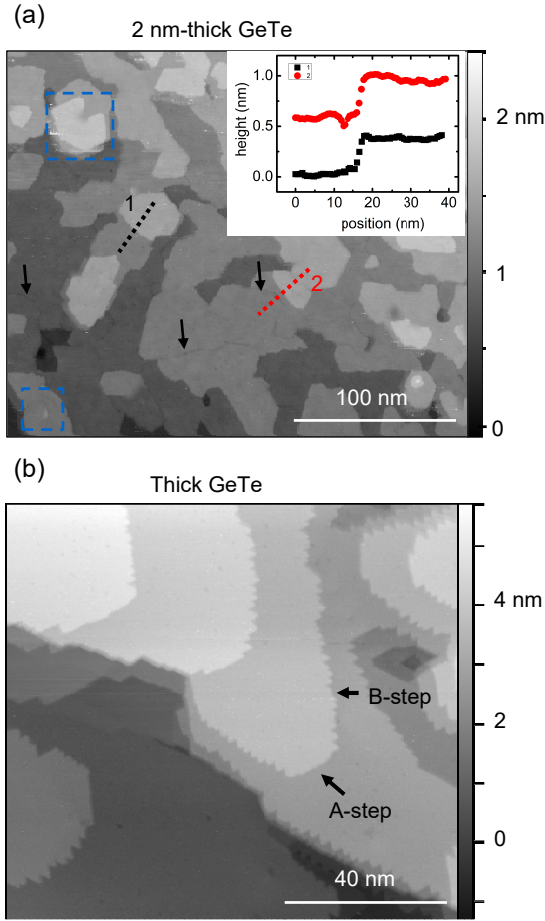 (a)
2 nm-thick GeTe
2 nm
1
0
1
2
1.0
0.5
0.0
height (nm)
0 10 20 30 40
position (nm)
1
2
100 nm
(b)
Thick GeTe
4 nm
2
0
B-step
A-step
40 nm